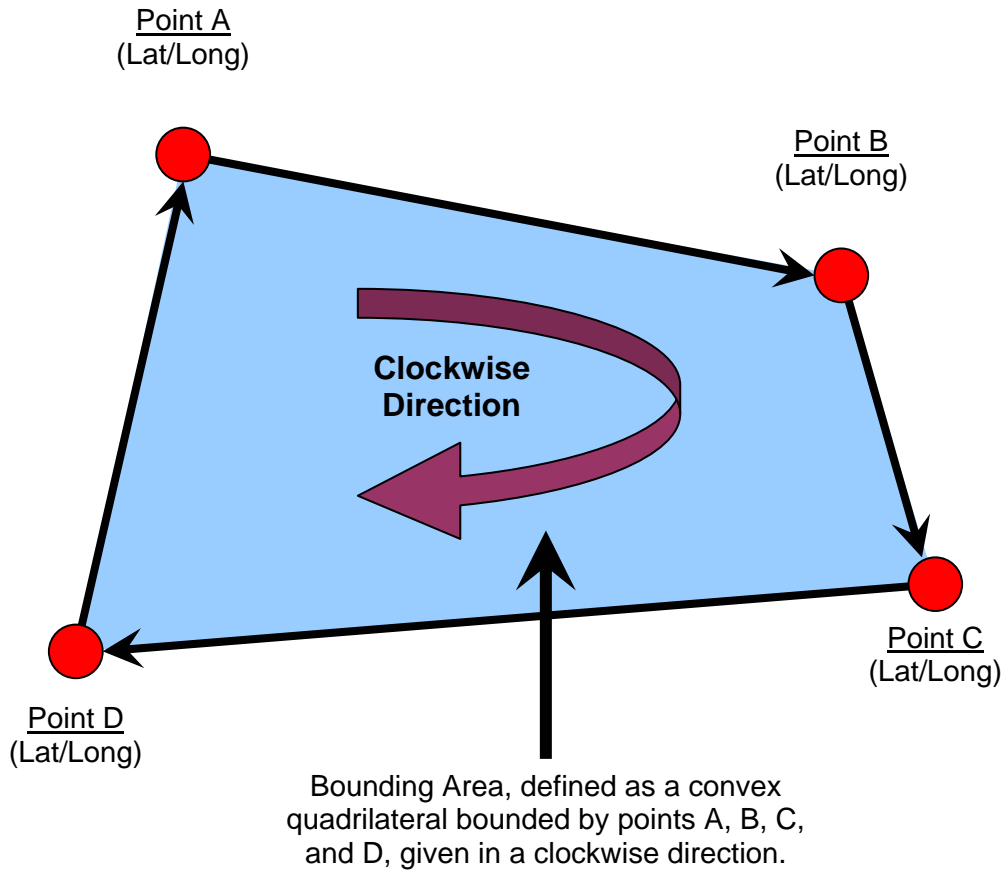 Point A
(Lat/Long)
Point B
(Lat/Long)
Clockwise
Direction
Point C
(Lat/Long)
Point D
(Lat/Long)
Bounding Area, defined as a convex
quadrilateral bounded by points A, B, C,
and D, given in a clockwise direction.